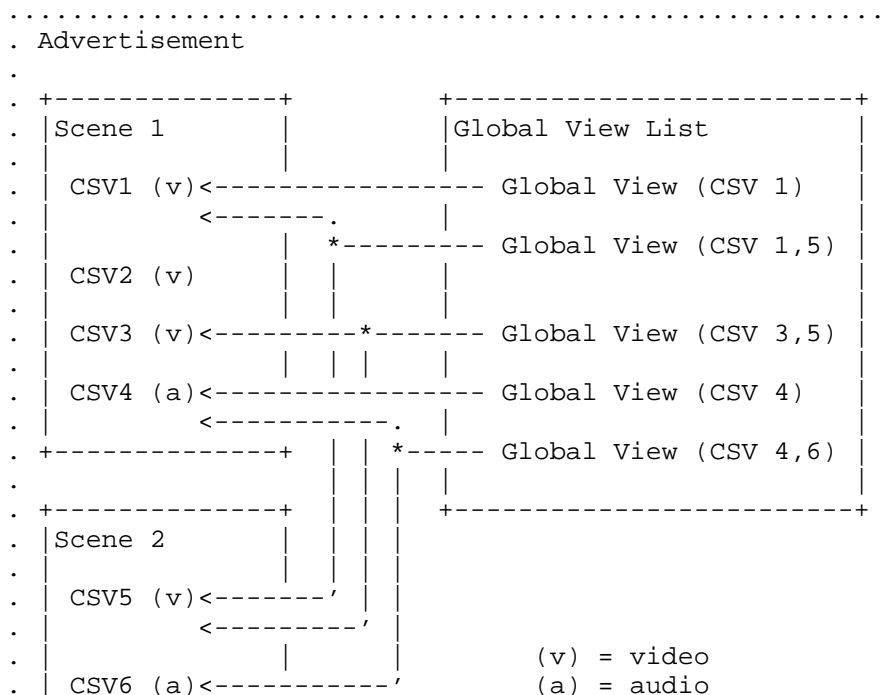 . . . . . . . . . . . . . . . . . . . . . . . . . . . . . . . . . . . . . . . . . . . . . . . . . . . . . . .
. Advertisement
.
. +--------------+         +-------------------------+
. |Scene 1       |         |Global View List         |
. |              |         |                         |
. | CSV1 (v)<----------------- Global View (CSV 1)   |
. |         <-------.      |                         |
. |              |  *--------- Global View (CSV 1,5) |
. | CSV2 (v)     |  |      |                         |
. |              |  |      |                         |
. | CSV3 (v)<---------*------- Global View (CSV 3,5) |
. |              |  | |    |                         |
. | CSV4 (a)<----------------- Global View (CSV 4)   |
. |         <-----------.  |                         |
. +--------------+  | | *----- Global View (CSV 4,6) |
.                   | | |  |                         |
. +--------------+  | | |  +-------------------------+
. |Scene 2       |  | | |
. |              |  | | |
. | CSV5 (v)<-------' | |
. |         <---------' |
. |              |      |        (v) = video
. | CSV6 (a)<-----------'        (a) = audio